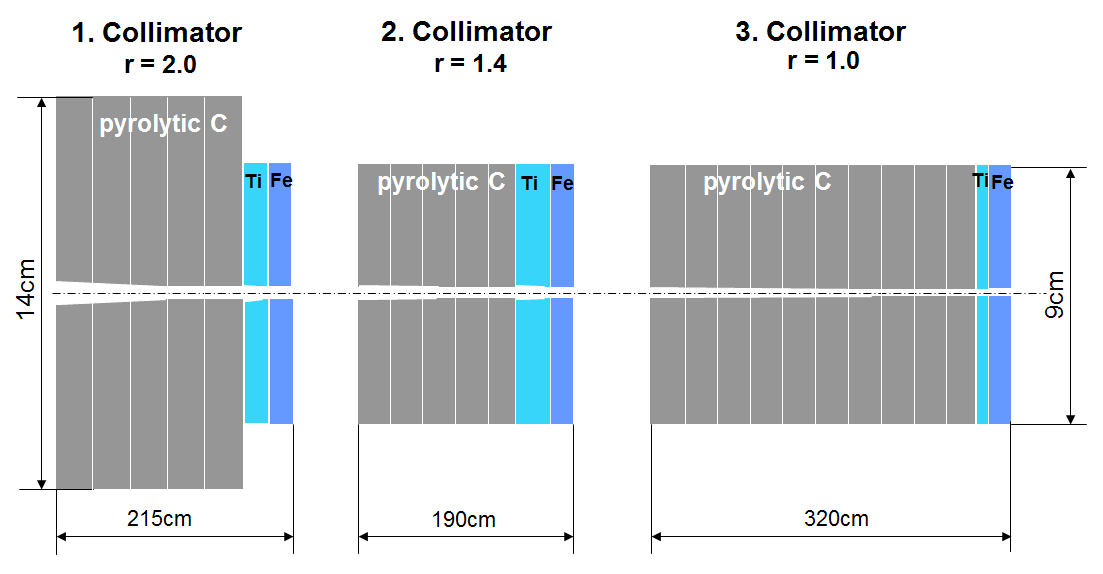 1. Collimator
r = 2.0
2. Collimator
r = 1.4
3. Collimator
r = 1.0
pyrolytic C
Ti
Fe
pyrolytic C
Ti
Fe
pyrolytic C
Ti
Fe
14cm
9cm
215cm
190cm
320cm